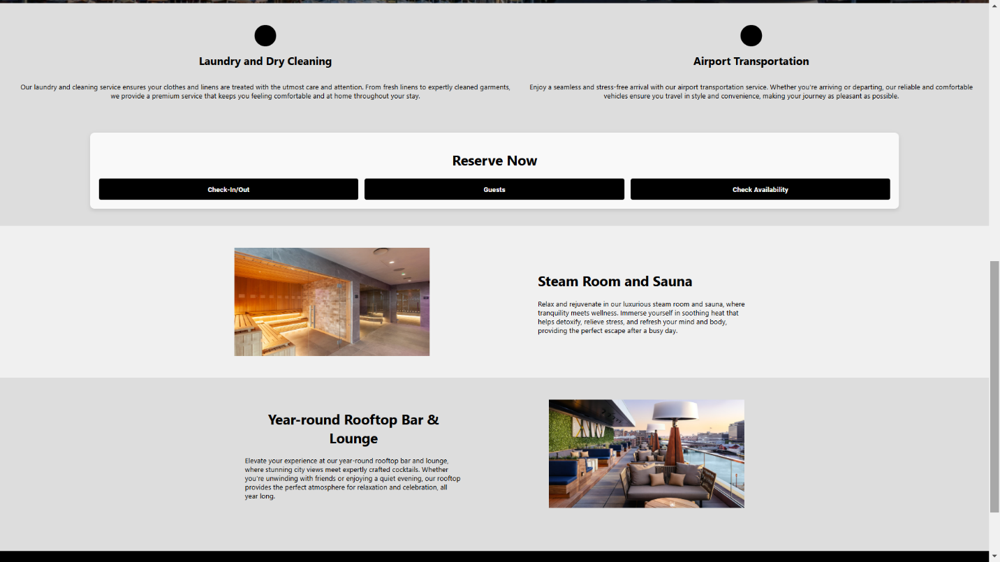 Laundry and Dry Cleaning
Our laundry and cleaning service ensures your clothes and linens are treated with the utmost care and attention. From fresh linens to expertly cleaned garments,
we provide a premium service that keeps you feeling comfortable and at home throughout your stay.
Airport Transportation
Enjoy a seamless and stress-free arrival with our airport transportation service. Whether you're arriving or departing, our reliable and comfortable
vehicles ensure you travel in style and convenience, making your journey as pleasant as possible.
Reserve Now
Check-In/Out
Guests
Check Availability
Steam Room and Sauna
Relax and rejuvenate in our luxurious steam room and sauna, where
tranquility meets wellness. Immerse yourself in soothing heat that
helps detoxify, relieve stress, and refresh your mind and body,
providing the perfect escape after a busy day.
Year-round Rooftop Bar &
Lounge
Elevate your experience at our year-round rooftop bar and lounge,
where stunning city views meet expertly crafted cocktails. Whether
you're unwinding with friends or enjoying a quiet evening, our rooftop
provides the perfect atmosphere for relaxation and celebration, all
year long.